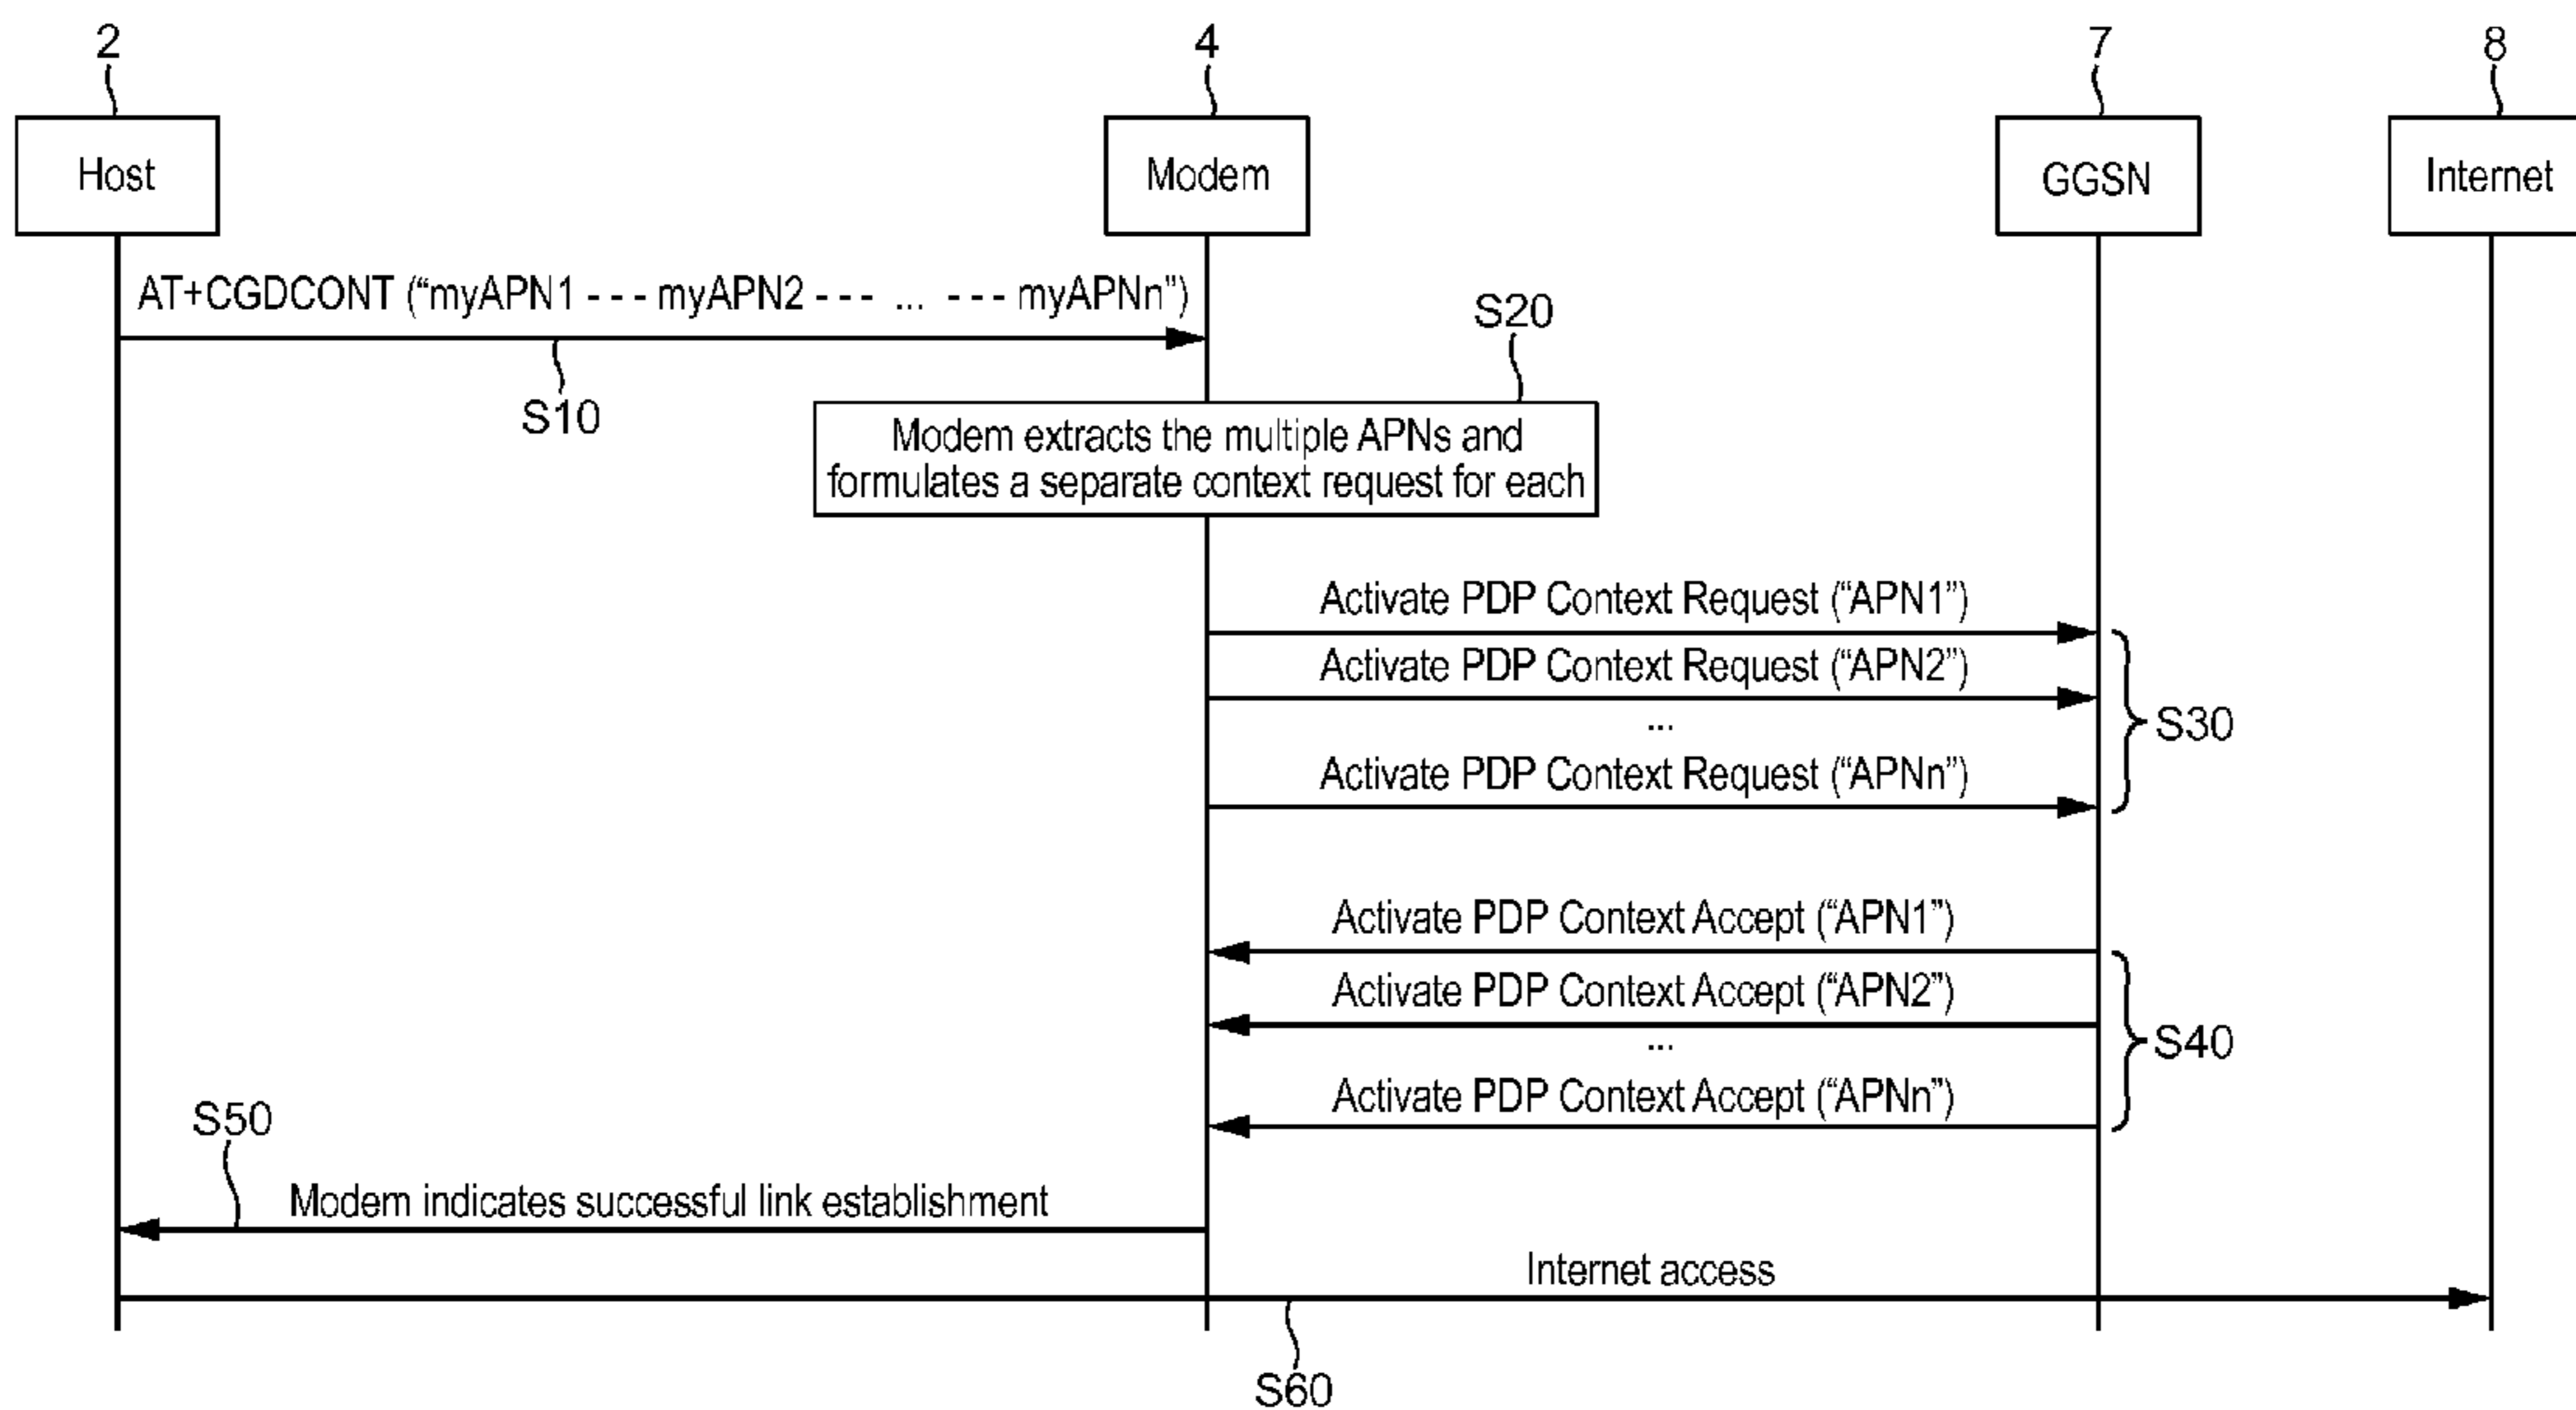 2 4 7 8
Host Modem GGSN Internet
AT+CGDCONT (“myAPN1 - - - myAPN2 - - - ... - - - myAPNn”)
S10
S20
Modem extracts the multiple APNs and
formulates a separate context request for each
Activate PDP Context Request (“APN1”)
Activate PDP Context Request (“APN2”)
...
S30
Activate PDP Context Request (“APNn”)
Activate PDP Context Accept (“APN1”)
Activate PDP Context Accept (“APN2”)
...
S40
Activate PDP Context Accept (“APNn”)
S50
Modem indicates successful link establishment
Internet access
S60